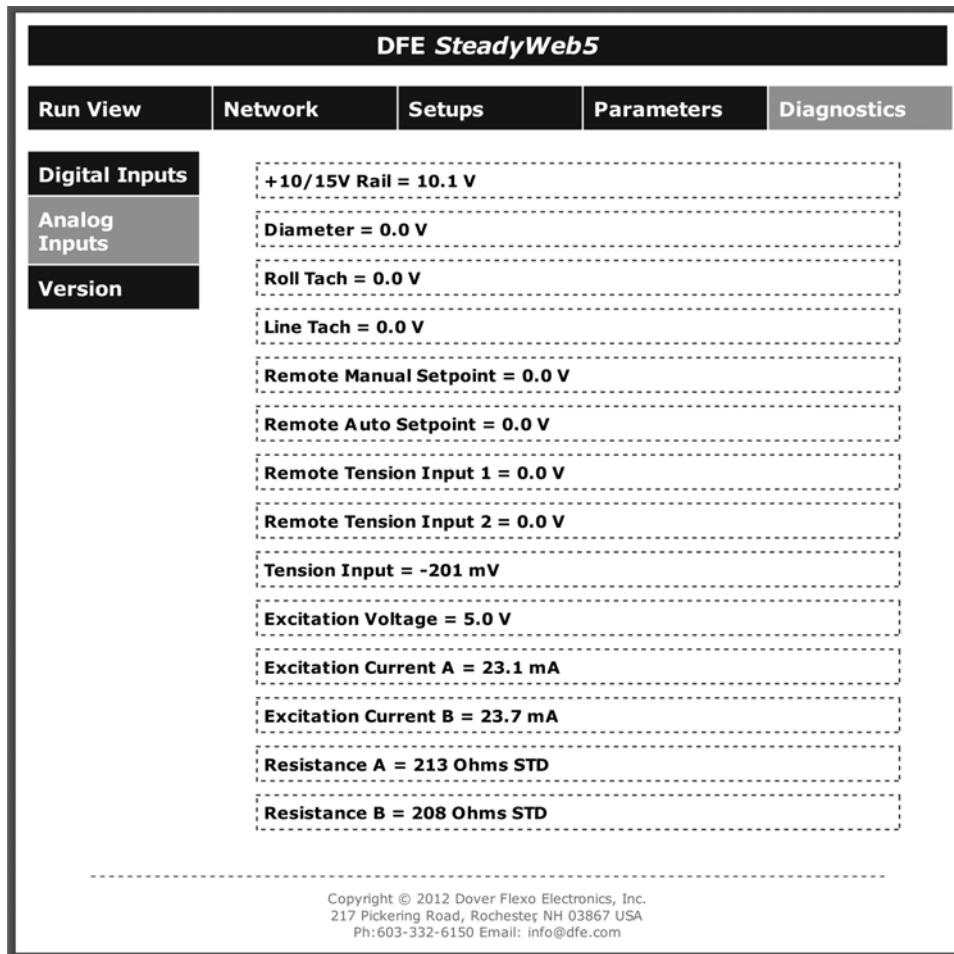 DFE SteadyWeb5
Run View
Network
Setups
Parameters
Diagnostics
Digital Inputs
Analog
Inputs
Version
+10/15V Rail = 10.1 V
Diameter = 0.0 V
Roll Tach = 0.0 V
Line Tach = 0.0 V
Remote Manual Setpoint = 0.0 V
Remote Auto Setpoint = 0.0 V
Remote Tension Input 1 = 0.0 V
Remote Tension Input 2 = 0.0 V
Tension Input = -201 mV
Excitation Voltage = 5.0 V
Excitation Current A = 23.1 mA
Excitation Current B = 23.7 mA
Resistance A = 213 Ohms STD
Resistance B = 208 Ohms STD
Copyright © 2012 Dover Flexo Electronics, Inc.
217 Pickering Road, Rochester, NH 03867 USA
Ph:603-332-6150 Email: info@dfe.com